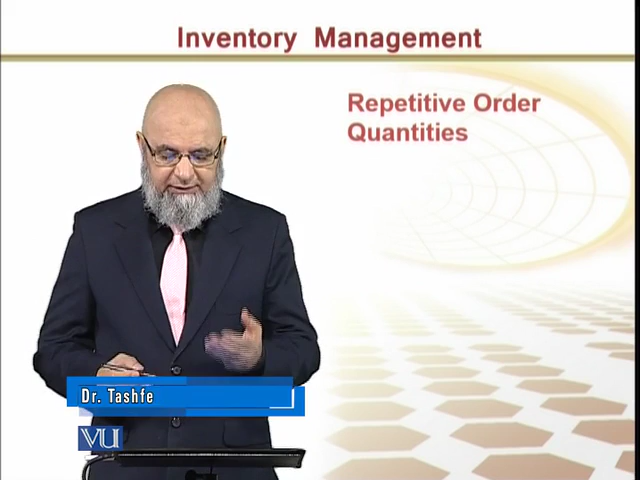 Inventory Management
Repetitive Order
Quantities
Dr. Tashfe
VU